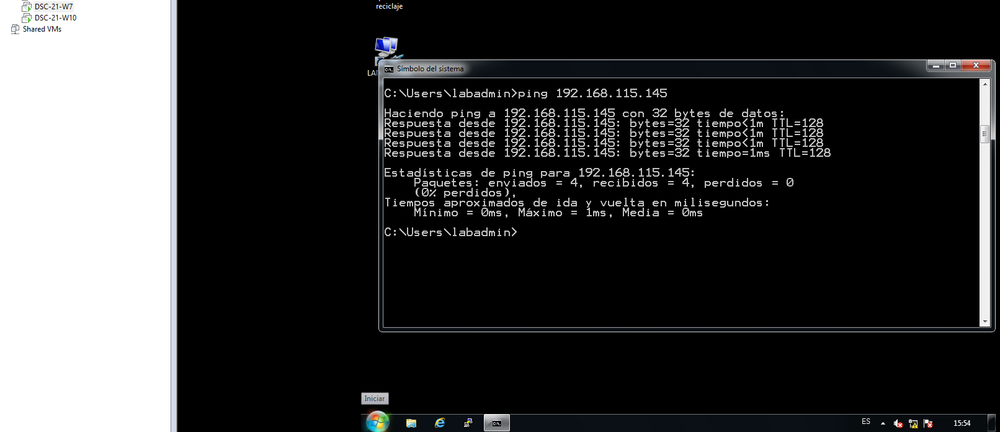 DSC-21-W7
DSC-21-W10
Shared VMs
reciclaje
Símbolo del sistema
C:\Users\labadmin>ping 192.168.115.145
Haciendo ping a 192.168.115.145 con 32 bytes de datos:
Respuesta desde 192.168.115.145: bytes=32 tiempo<1m TTL=128
Respuesta desde 192.168.115.145: bytes=32 tiempo<1m TTL=128
Respuesta desde 192.168.115.145: bytes=32 tiempo<1m TTL=128
Respuesta desde 192.168.115.145: bytes=32 tiempo=1ms TTL=128
Estadísticas de ping para 192.168.115.145:
Paquetes: enviados = 4, recibidos = 4, perdidos = 0
(0% perdidos),
Tiempos aproximados de ida y vuelta en milisegundos:
Mínimo = 0ms, Máximo = 1ms, Media = 0ms
C:\Users\labadmin>
Iniciar
ES
15:54